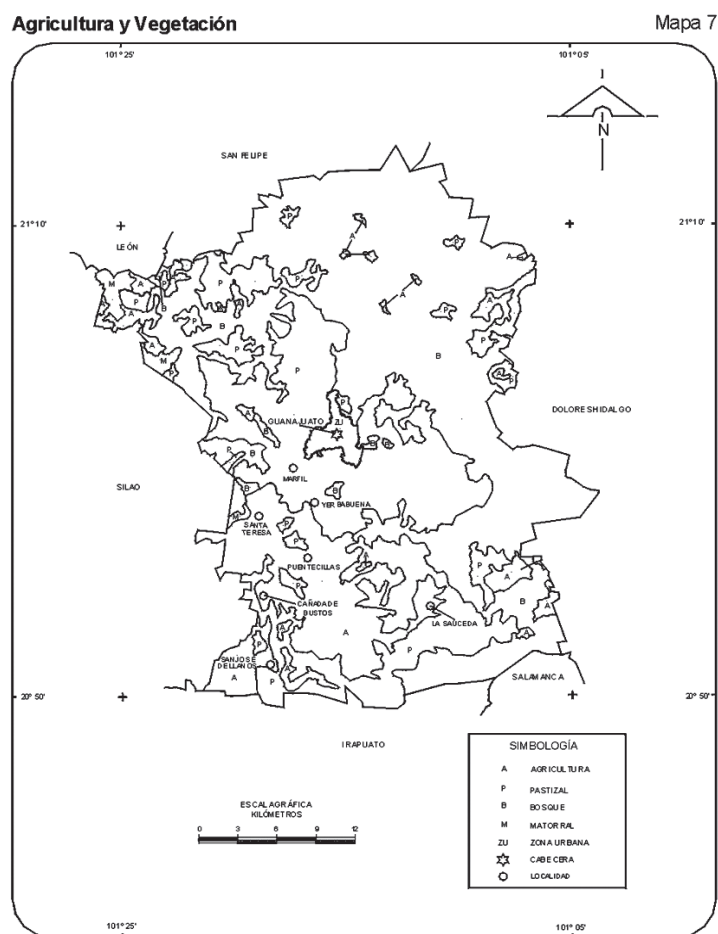 Agricultura y Vegetación
Mapa 7
101° 25'
101° 05'
N
SAN FELIPE
21° 10'
21° 10'
LEÓN
P
A
P
A
M
A
P
P
P
A
P
A
B
P
P
A
P
B
P
A
P
B
M
P
P
A
P
DOLORES HIDALGO
P
A
GUANAJUATO
ZU
B
B
B
P
B
MARFIL
SILAO
B
B
YERBABUENA
M
SANTA
TERESA
P
P
A
PUENTECILLAS
P
A
P
B
CAÑADA DE
BUSTOS
A
LA SAUCEDA
A
A
A
P
P
SAN JOSÉ
DE LLANOS
A
A
P
SALAMANCA
20° 50'
20° 50'
IRAPUATO
SIMBOLOGÍA
A AGRICULTURA
P PASTIZAL
B BOSQUE
M MATORRAL
ZU ZONA URBANA
CABECERA
LOCALIDAD
ESCALA GRÁFICA
KILÓMETROS
0 3 6 9 12
101° 25'
101° 05'